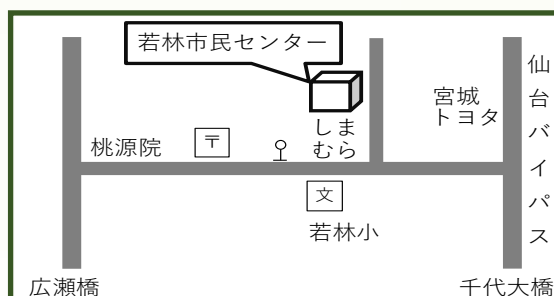 若林市民センター
仙台バイパス
宮城
トヨタ
しま
むら
桃源院
〒
文
若林小
広瀬橋
千代大橋